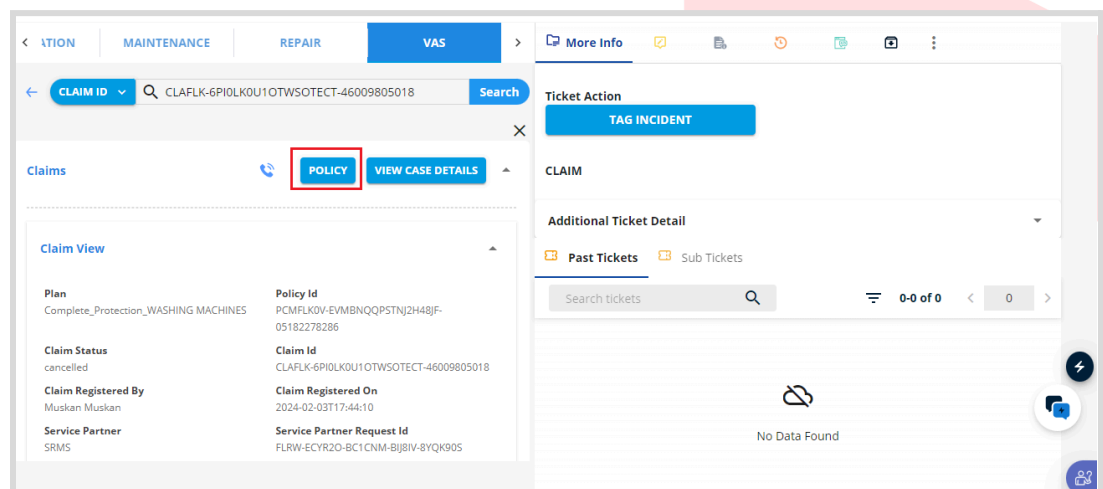 ATION
MAINTENANCE
REPAIR
VAS
CLAIM ID
CLAFLK-6PI0LK0U1OTWSOTECT-46009805018
Search
Claims
POLICY
VIEW CASE DETAILS
Claim View
Plan
Complete_Protection_WASHING MACHINES
Policy Id
PCMFLK0V-EVMBNQQPSTNJ2H48JF-
05182278286
Claim Status
cancelled
Claim Id
CLAFLK-6PI0LK0U1OTWSOTECT-46009805018
Claim Registered By
Muskan Muskan
Claim Registered On
2024-02-03T17:44:10
Service Partner
SRMS
Service Partner Request Id
FLRW-ECYR2O-BC1CNM-BIJ8IV-8YQK90S
More Info
Ticket Action
TAG INCIDENT
CLAIM
Additional Ticket Detail
Past Tickets
Sub Tickets
Search tickets
0-0 of 0
0
No Data Found